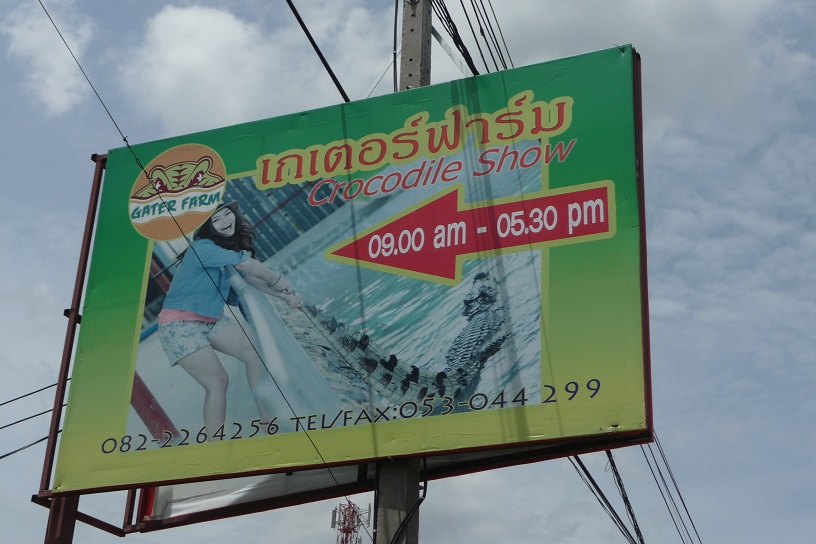 เกเตอร์ฟาร์ม
Crocodile Show
GATER FARM
09.00 am - 05.30 pm
082-2264256 TEL/FAX:053-044 299